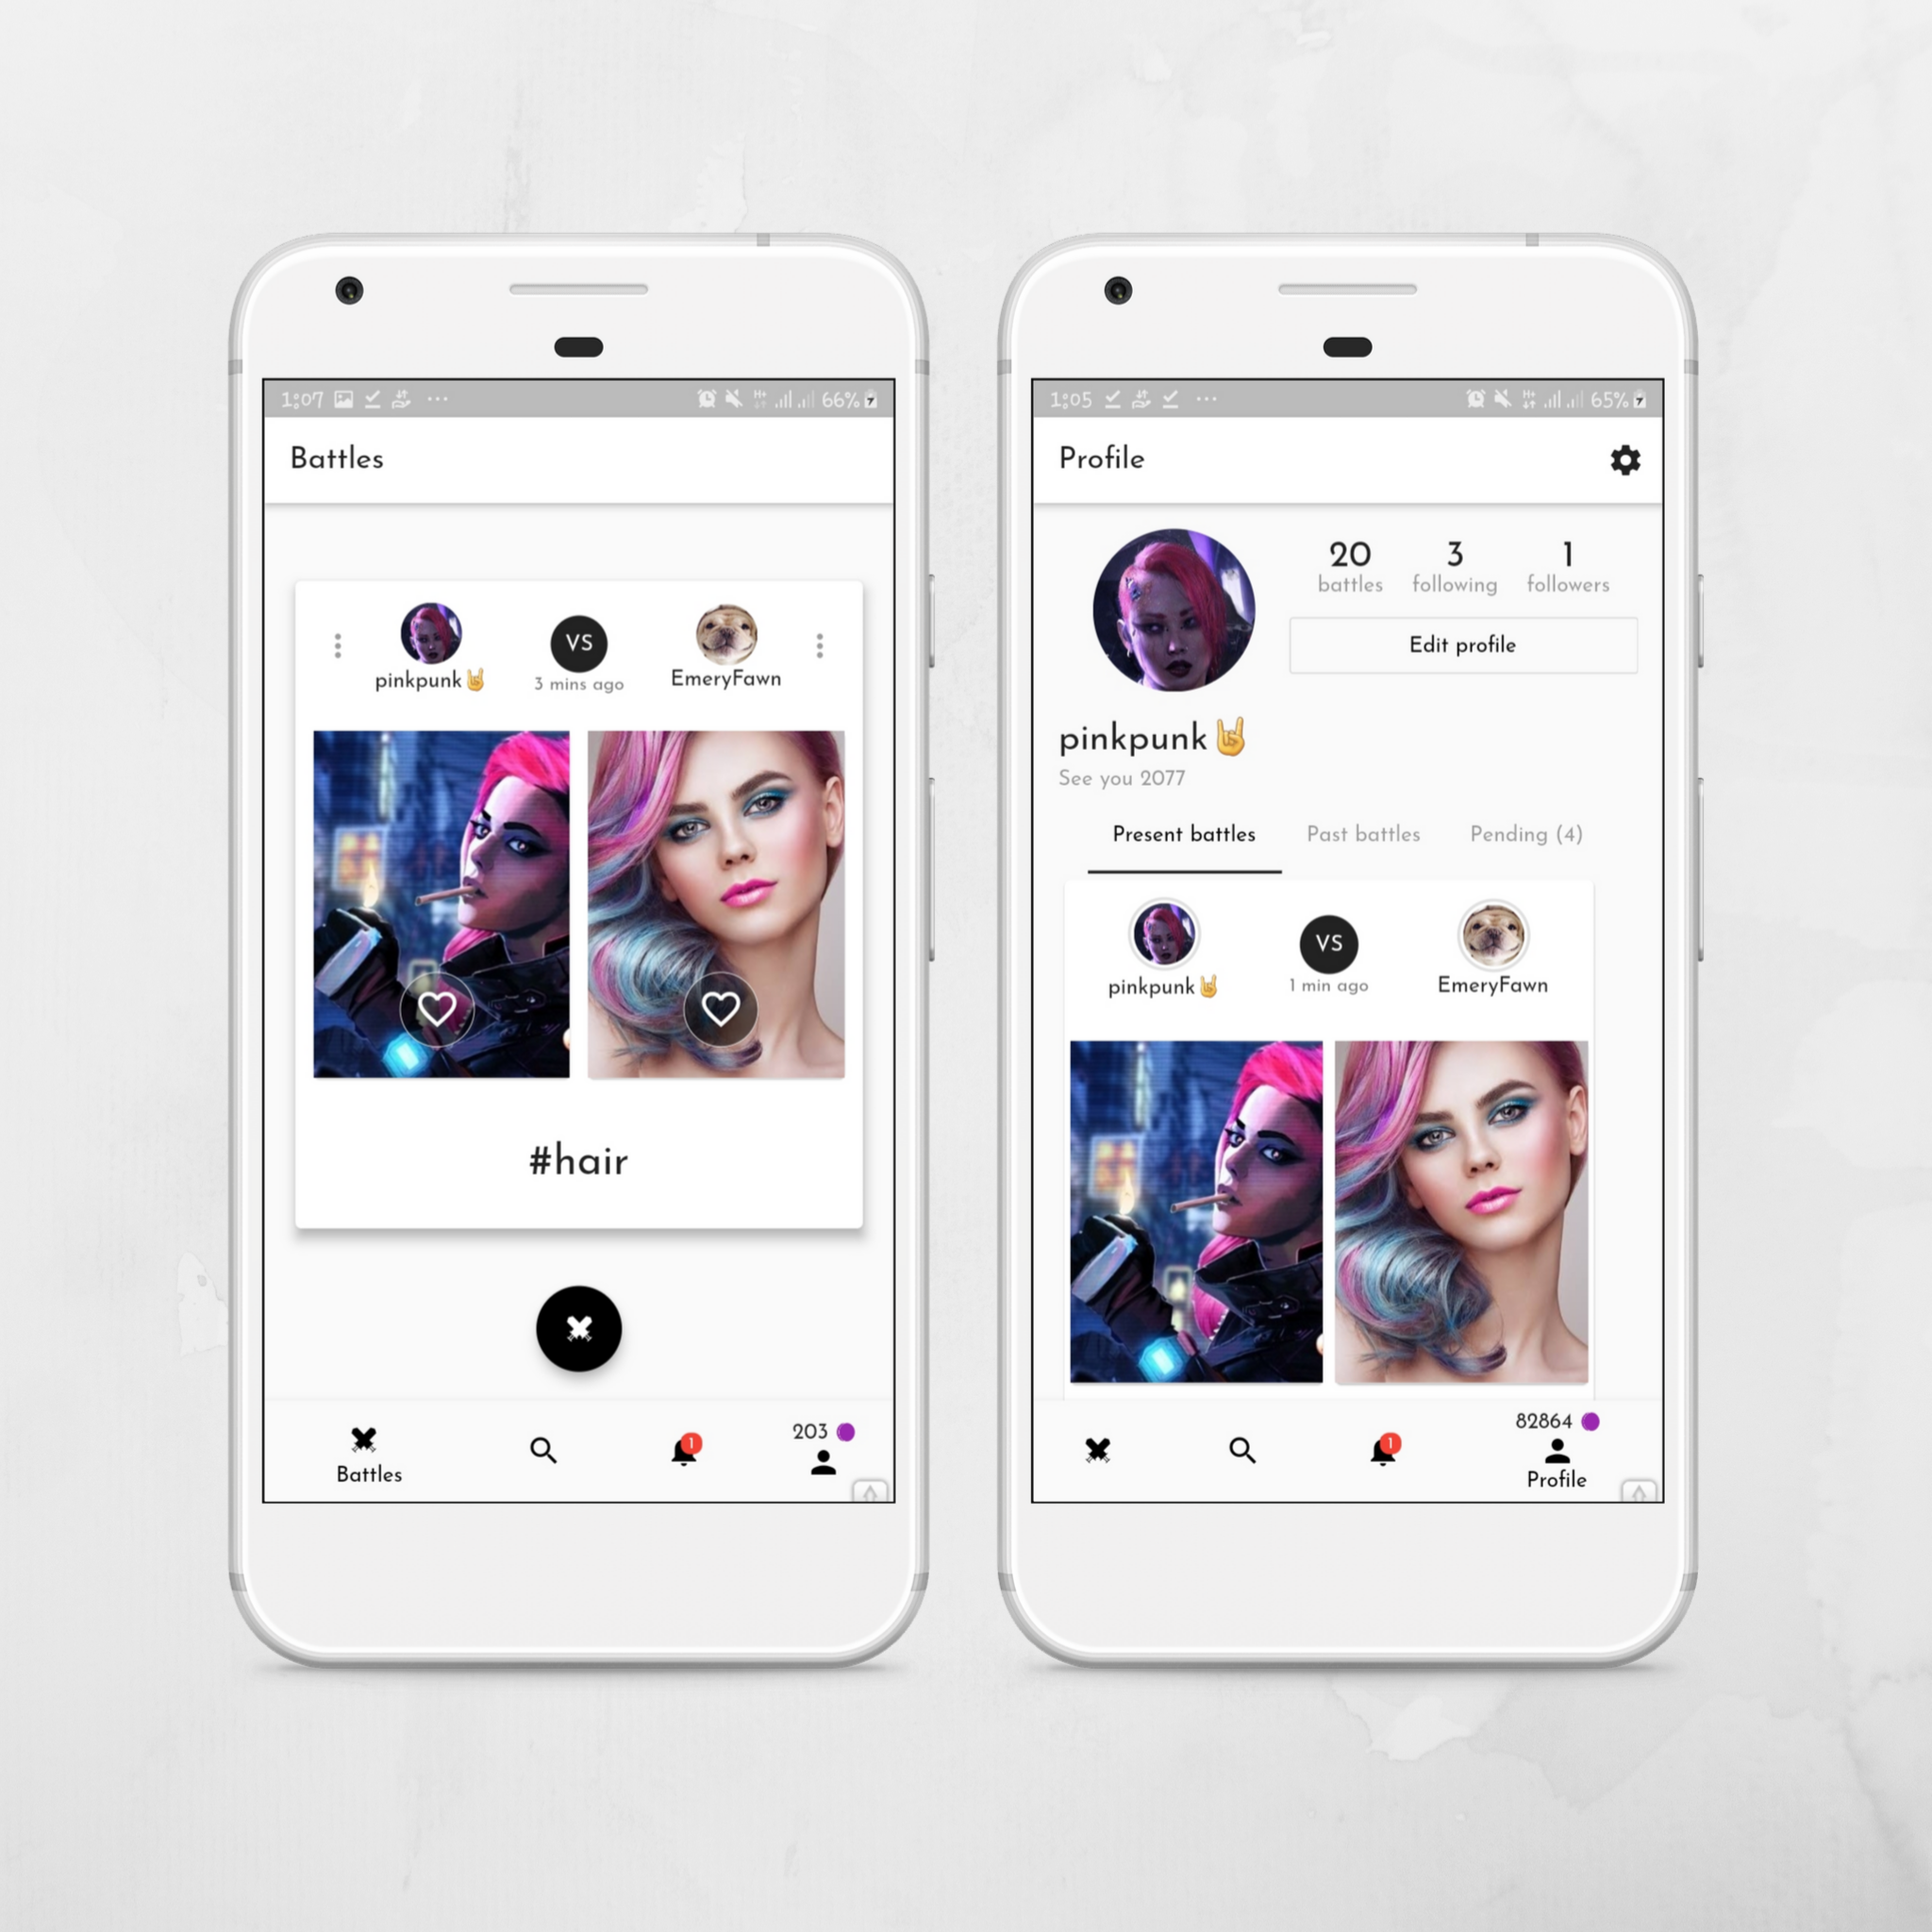 1:07 66%
Battles
VS
pinkpunk🤘 3 mins ago EmeryFawn
#hair
203
1
Battles
1:05 65%
Profile
20 3 1
battles following followers
Edit profile
pinkpunk🤘
See you 2077
Present battles Past battles Pending (4)
VS
pinkpunk🤘 1 min ago EmeryFawn
82864
1
Profile